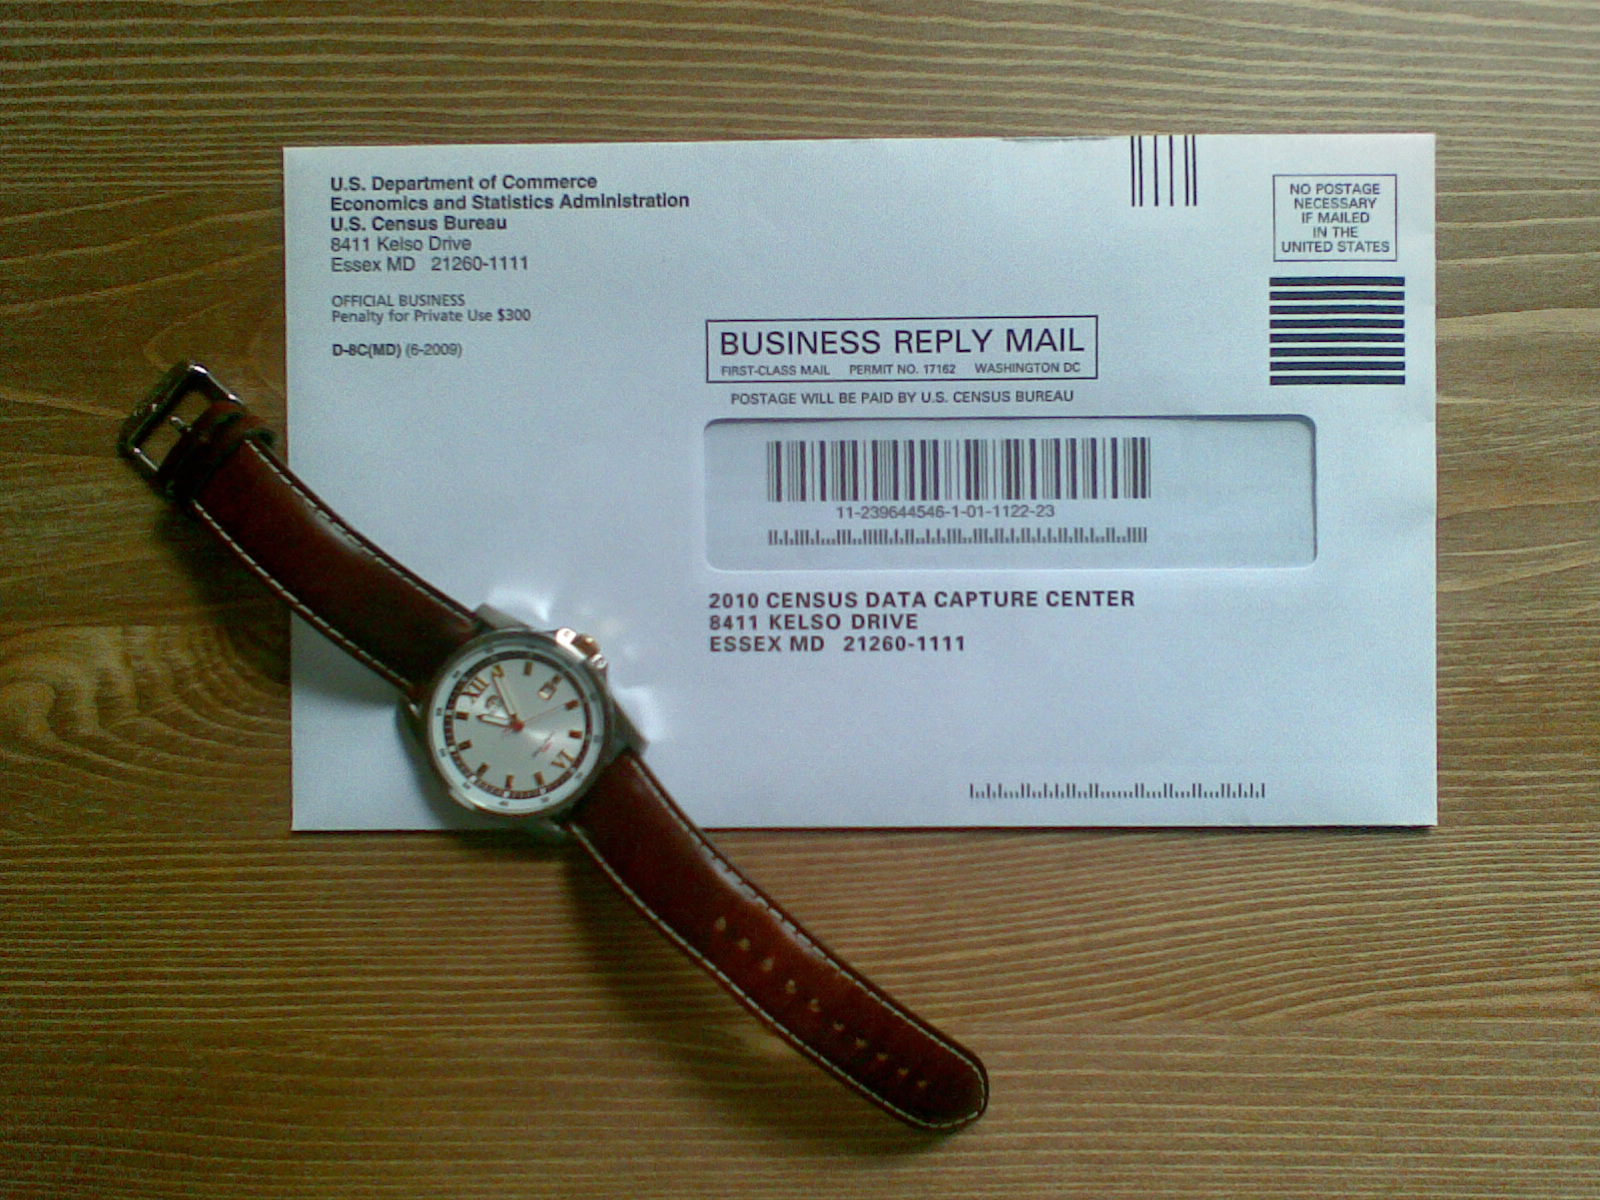 U.S. Department of Commerce
Economics and Statistics Administration
U.S. Census Bureau
8411 Kelso Drive
Essex MD 21260-1111
OFFICIAL BUSINESS
Penalty for Private Use $300
D-8C(MD) (6-2009)
NO POSTAGE
NECESSARY
IF MAILED
IN THE
UNITED STATES
BUSINESS REPLY MAIL
FIRST-CLASS MAIL PERMIT NO. 17162 WASHINGTON DC
POSTAGE WILL BE PAID BY U.S. CENSUS BUREAU
11-239644546-1-01-1122-23
2010 CENSUS DATA CAPTURE CENTER
8411 KELSO DRIVE
ESSEX MD 21260-1111
XII
VI